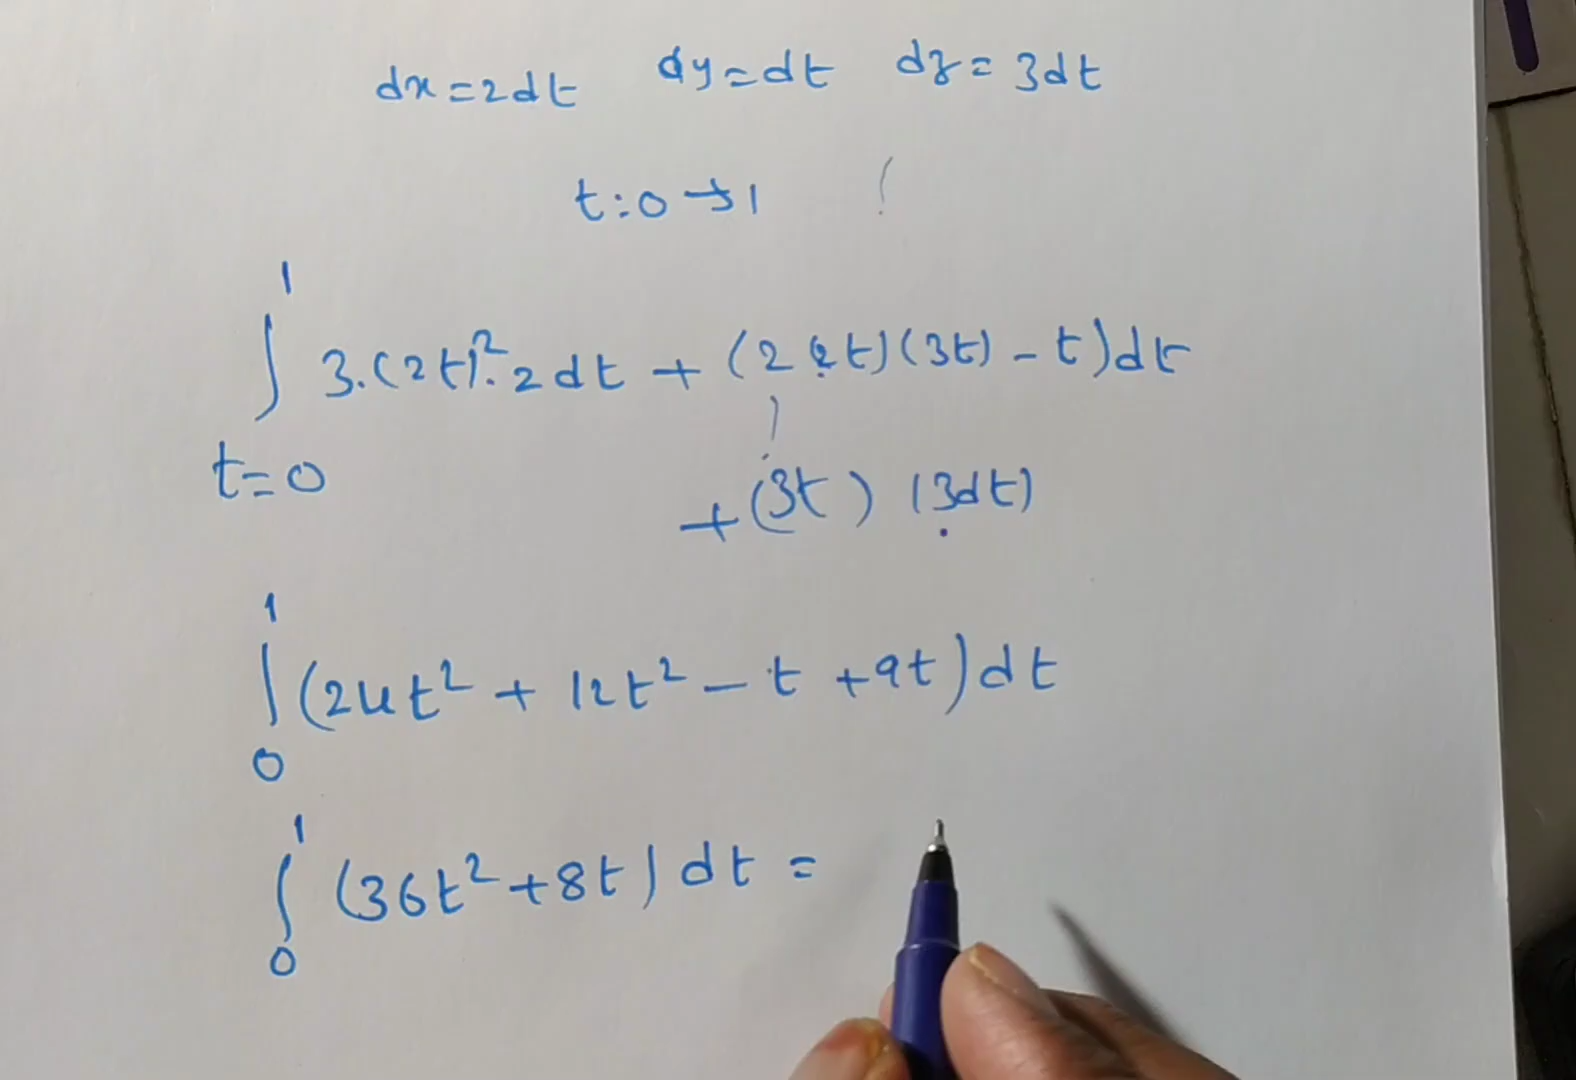 dx = 2dt dy = dt dz = 3dt
t: 0 → 1
∫_{t=0}^{1} 3.(2t)².2dt + (2 2t)(3t) - t)dt
+ (3t) (3dt)
∫_{0}^{1} (24t² + 12t² - t + 9t)dt
∫_{0}^{1} (36t² + 8t) dt =